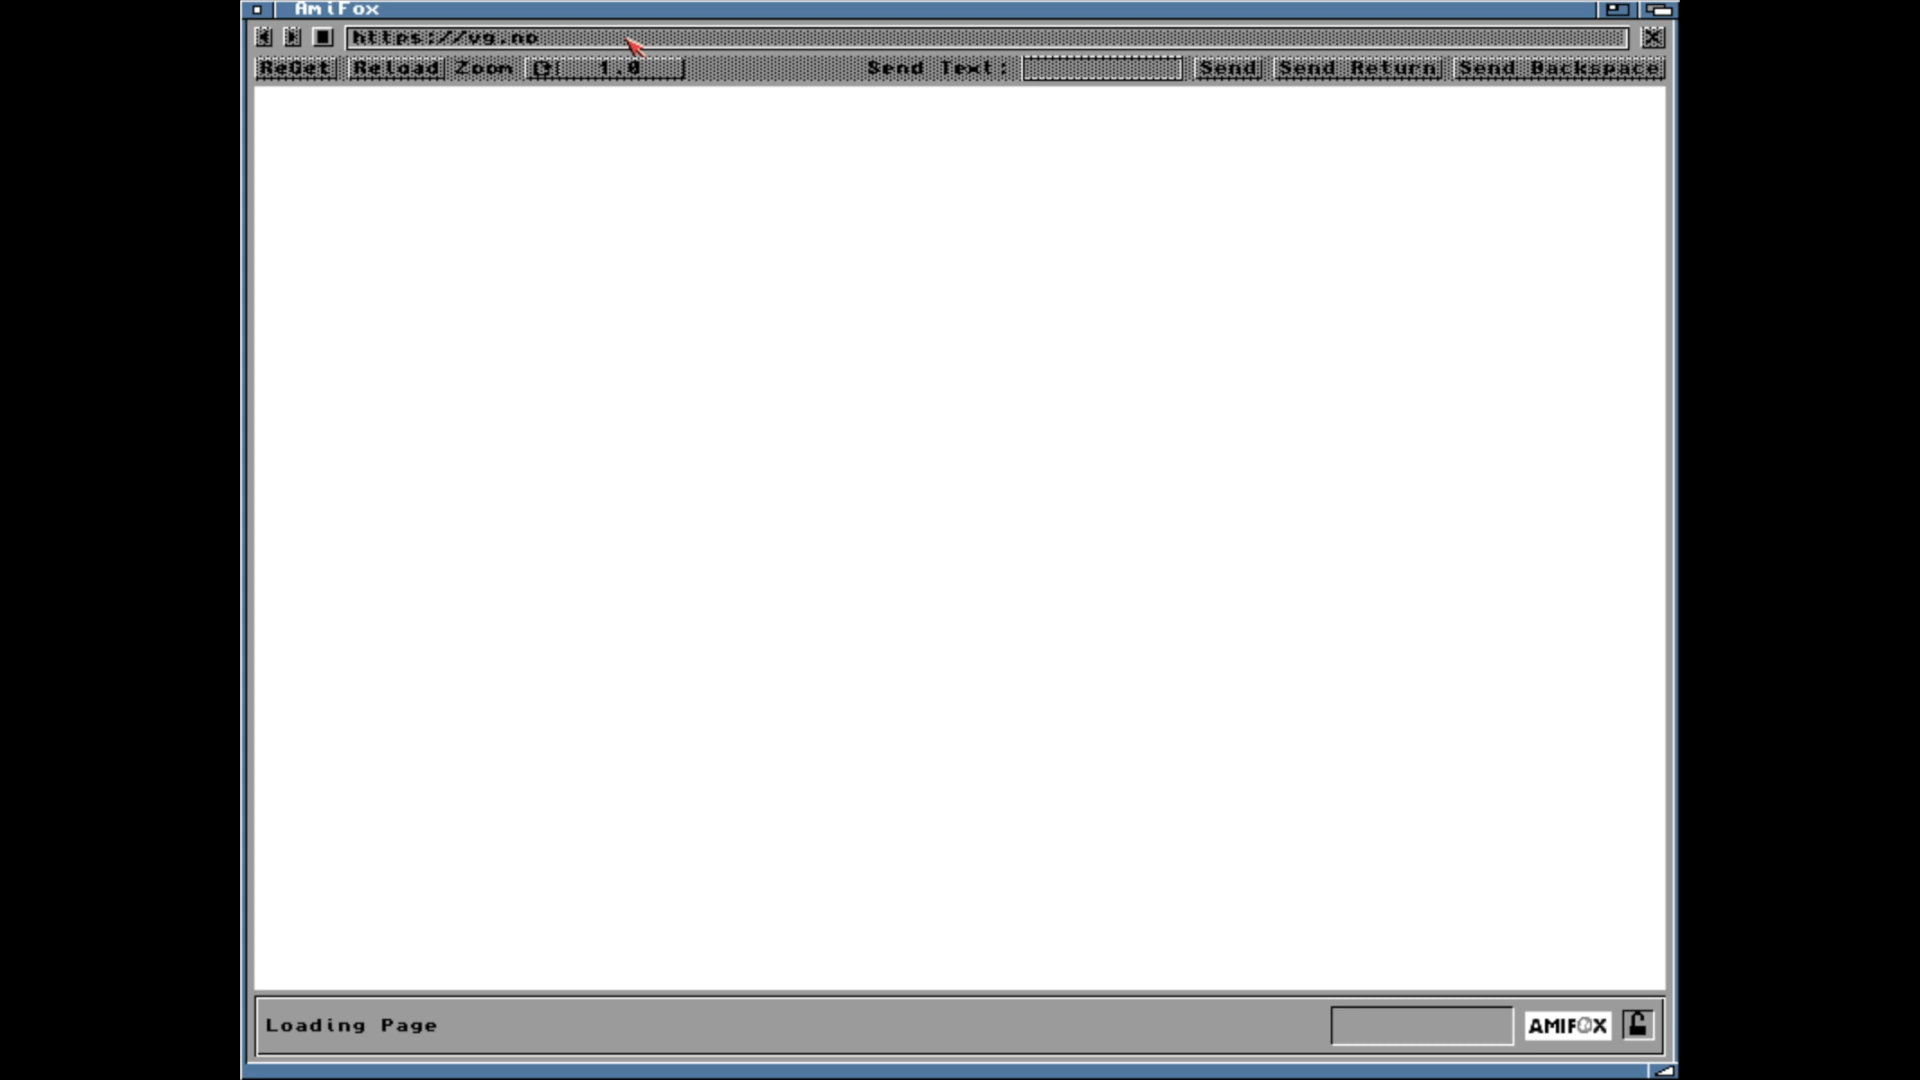 AmiFox
https://vg.no
ReGet Reload Zoom 1.0 Send Text: Send Send Return Send Backspace
Loading Page
AMIFOX